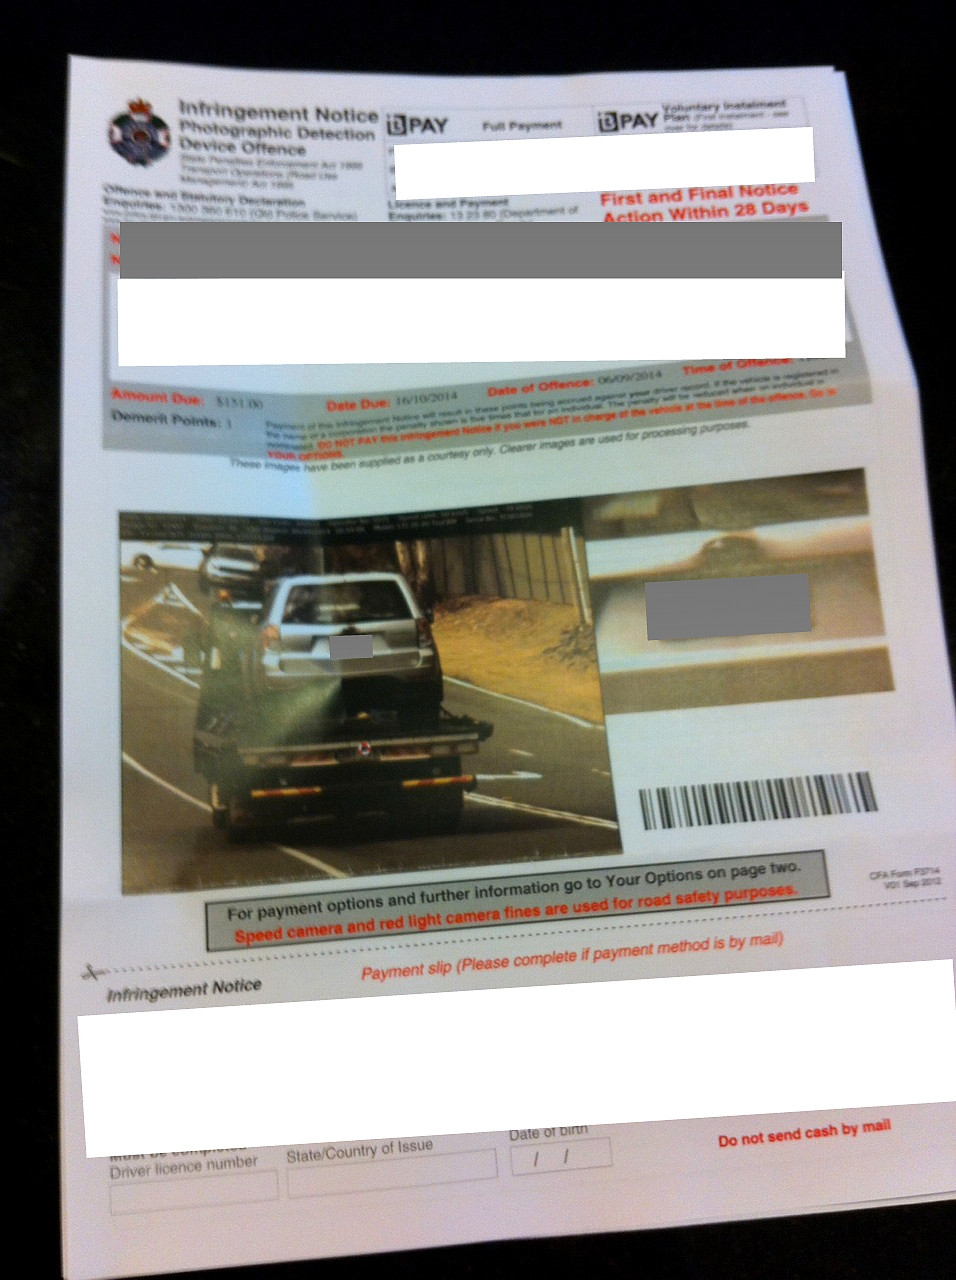 Infringement Notice
Photographic Detection
Device Offence
State Penalties Enforcement Act 1999
Transport Operations (Road Use
Management) Act 1995
Offence and Statutory Declaration
Enquiries: (Qld Police Service)
BPAY Full Payment
BPAY Voluntary Instalment
Plan (First instalment - see
over for details)
Licence and Payment
Enquiries: 13 23 80 (Department of
First and Final Notice
Action Within 28 Days
Amount Due: $151.00
Date Due: 16/10/2014
Date of Offence: 06/09/2014
Time of Offence:
Demerit Points: 1
Payment of this Infringement Notice will result in these points being accrued against your driver record. If the vehicle is registered in
the name of a corporation the penalty shown is five times that for an individual. The penalty will be reduced when an individual is
nominated. DO NOT PAY this Infringement Notice if you were NOT in charge of the vehicle at the time of the offence. Go to
YOUR OPTIONS.
These images have been supplied as a courtesy only. Clearer images are used for processing purposes.
CFA Form F3714
V01 Sep 2012
For payment options and further information go to Your Options on page two.
Speed camera and red light camera fines are used for road safety purposes.
Infringement Notice
Payment slip (Please complete if payment method is by mail)
Must be completed
Driver licence number
State/Country of Issue
Date of birth
/ /
Do not send cash by mail